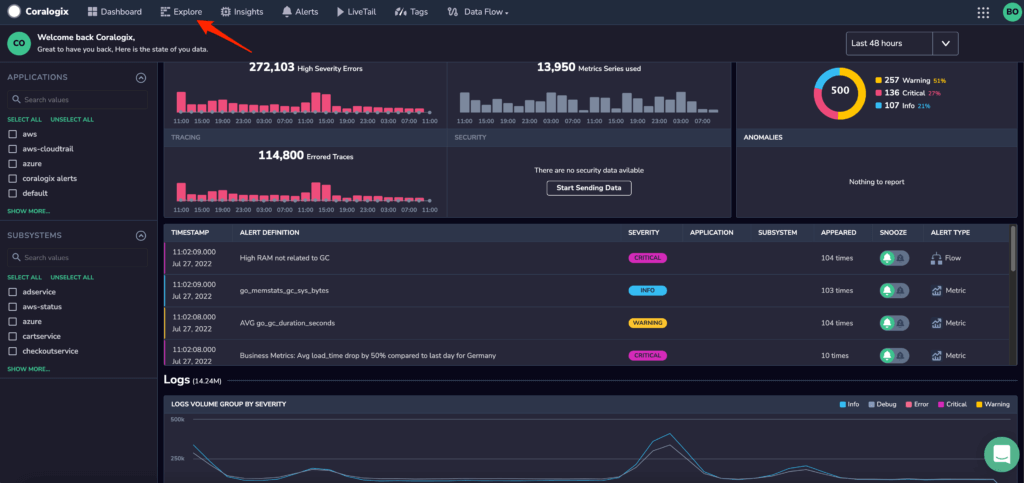 Coralogix Dashboard Explore Insights Alerts LiveTail Tags Data Flow BO
CO
Welcome back Coralogix,
Great to have you back, Here is the state of you data.
Last 48 hours
APPLICATIONS
Search values
SELECT ALL UNSELECT ALL
aws
aws-cloudtrail
azure
coralogix alerts
default
SHOW MORE...
SUBSYSTEMS
Search values
SELECT ALL UNSELECT ALL
adservice
aws-status
azure
cartservice
checkoutservice
SHOW MORE...
272,103 High Severity Errors
11:00 15:00 19:00 23:00 03:00 07:00 11:00 15:00 19:00 23:00 03:00 07:00 11:00
13,950 Metrics Series used
11:00 15:00 19:00 23:00 03:00 07:00 11:00 15:00 19:00 23:00 03:00 07:00
500
257 Warning 51%
136 Critical 27%
107 Info 21%
TRACING
114,800 Errored Traces
11:00 15:00 19:00 23:00 03:00 07:00 11:00 15:00 19:00 23:00 03:00 07:00 11:00
SECURITY
There are no security data avilable
Start Sending Data
ANOMALIES
Nothing to report
TIMESTAMP ALERT DEFINITION SEVERITY APPLICATION SUBSYSTEM APPEARED SNOOZE ALERT TYPE
11:02:09.000
Jul 27, 2022
High RAM not related to GC CRITICAL 104 times Flow
11:02:09.000
Jul 27, 2022
go_memstats_gc_sys_bytes INFO 103 times Metric
11:02:08.000
Jul 27, 2022
AVG go_gc_duration_seconds WARNING 104 times Metric
11:02:08.000
Jul 27, 2022
Business Metrics: Avg load_time drop by 50% compared to last day for Germany CRITICAL 10 times Metric
Logs (14.24M)
LOGS VOLUME GROUP BY SEVERITY
Info Debug Error Critical Warning
500k
250k